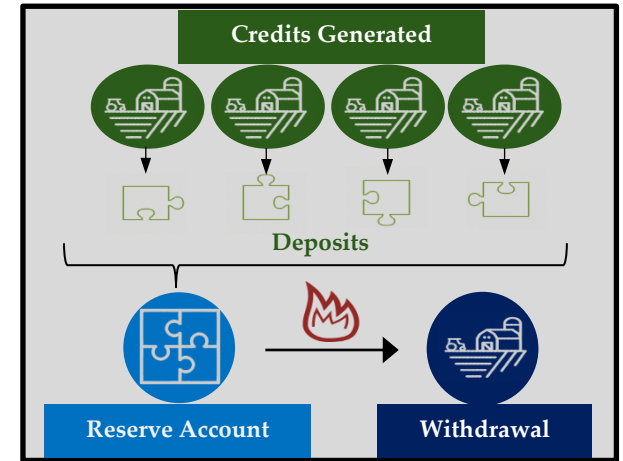 Credits Generated
Deposits
Reserve Account
Withdrawal